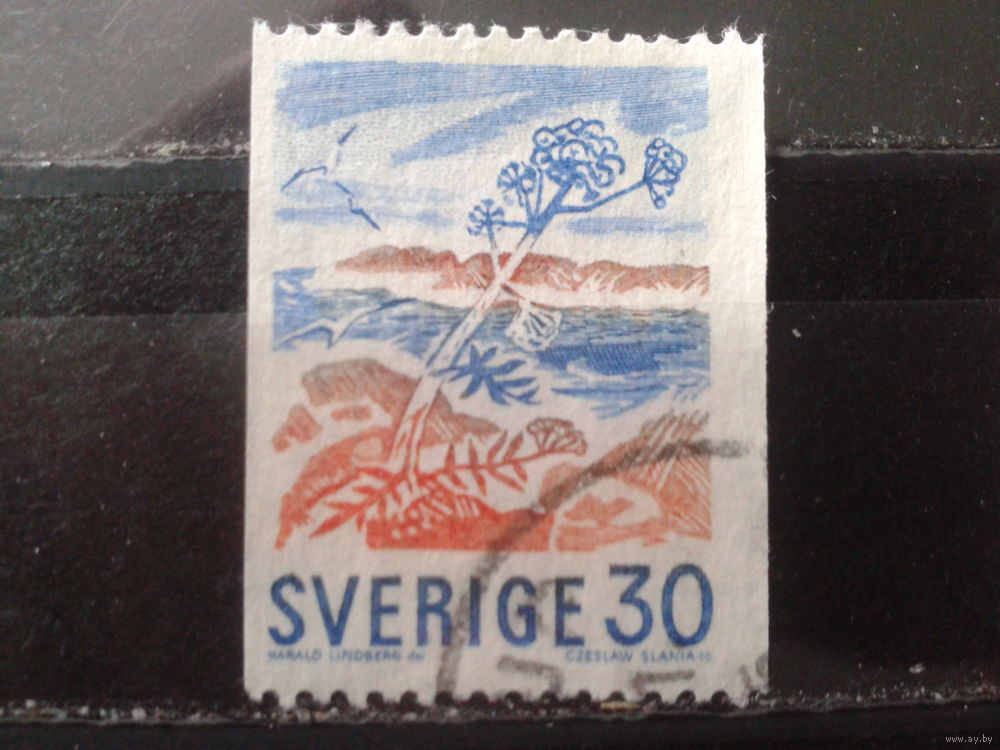 SVERIGE 30
HARALD LINDBERG del CZESLAW SLANIA sc
www.ay.by